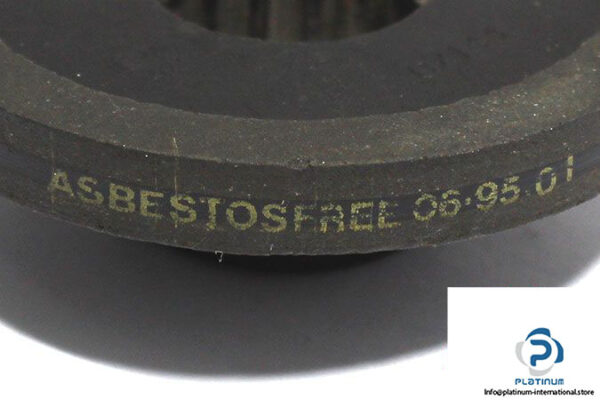 ASBESTOSFREE 06.95.01
PLATINUM
Info@platinum-international.store